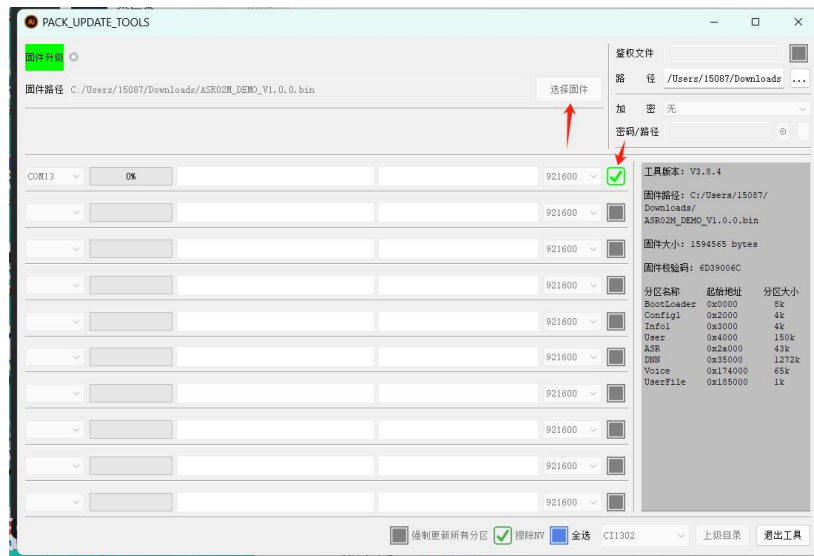 PACK_UPDATE_TOOLS
固件升级
固件路径 C:/Users/15087/Downloads/ASR02M_DEMO_V1.0.0.bin 选择固件
鉴权文件
路 径 /Users/15087/Downloads ...
加 密 无
密码/路径
COM13 0% 921600
921600
921600
921600
921600
921600
921600
921600
921600
921600
工具版本: V3.8.4
固件路径: C:/Users/15087/
Downloads/
ASR02M_DEMO_V1.0.0.bin
固件大小: 1594565 bytes
固件校验码: 6D39006C
分区名称 起始地址 分区大小
BootLoader 0x0000 8k
Config1 0x2000 4k
Info1 0x3000 4k
User 0x4000 150k
ASR 0x2a000 43k
DNN 0x35000 1272k
Voice 0x174000 65k
UserFile 0x185000 1k
强制更新所有分区 擦除NV 全选 CI1302 上级目录 退出工具